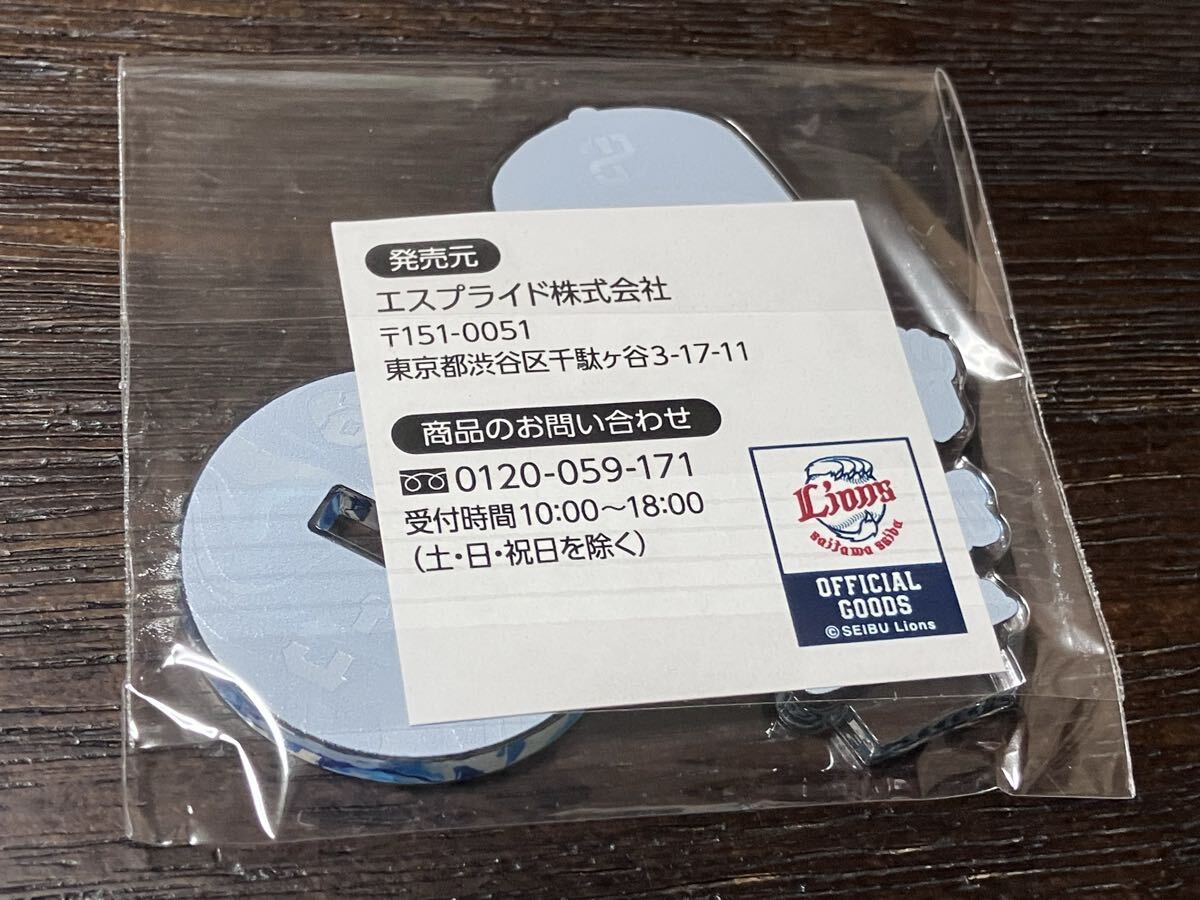 発売元
エスプライド株式会社
〒151-0051
東京都渋谷区千駄ヶ谷3-17-11
商品のお問い合わせ
0120-059-171
受付時間10:00〜18:00
(土・日・祝日を除く)
Lions
saitama seibu
OFFICIAL
GOODS
©SEIBU Lions